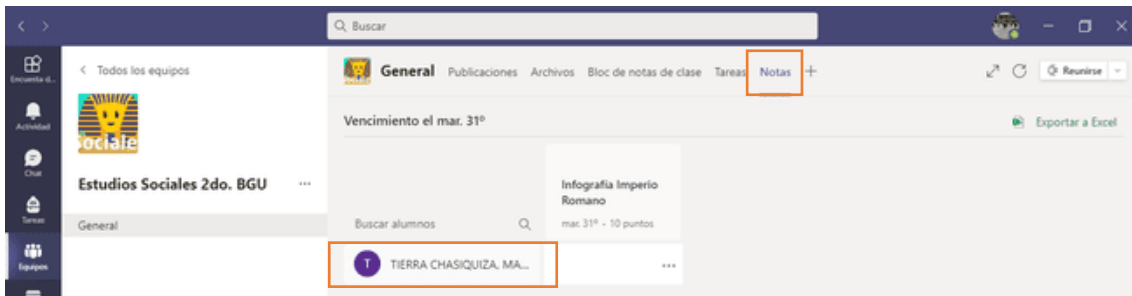 Buscar
Encuesta d...
Actividad
Chat
Tareas
Equipos
Todos los equipos
Sociale
Estudios Sociales 2do. BGU ...
General
General Publicaciones Archivos Bloc de notas de clase Tareas Notas +
Reunirse
Vencimiento el mar. 31º
Exportar a Excel
Infografía Imperio
Romano
mar. 31º - 10 puntos
Buscar alumnos
T TIERRA CHASIQUIZA, MA...
...